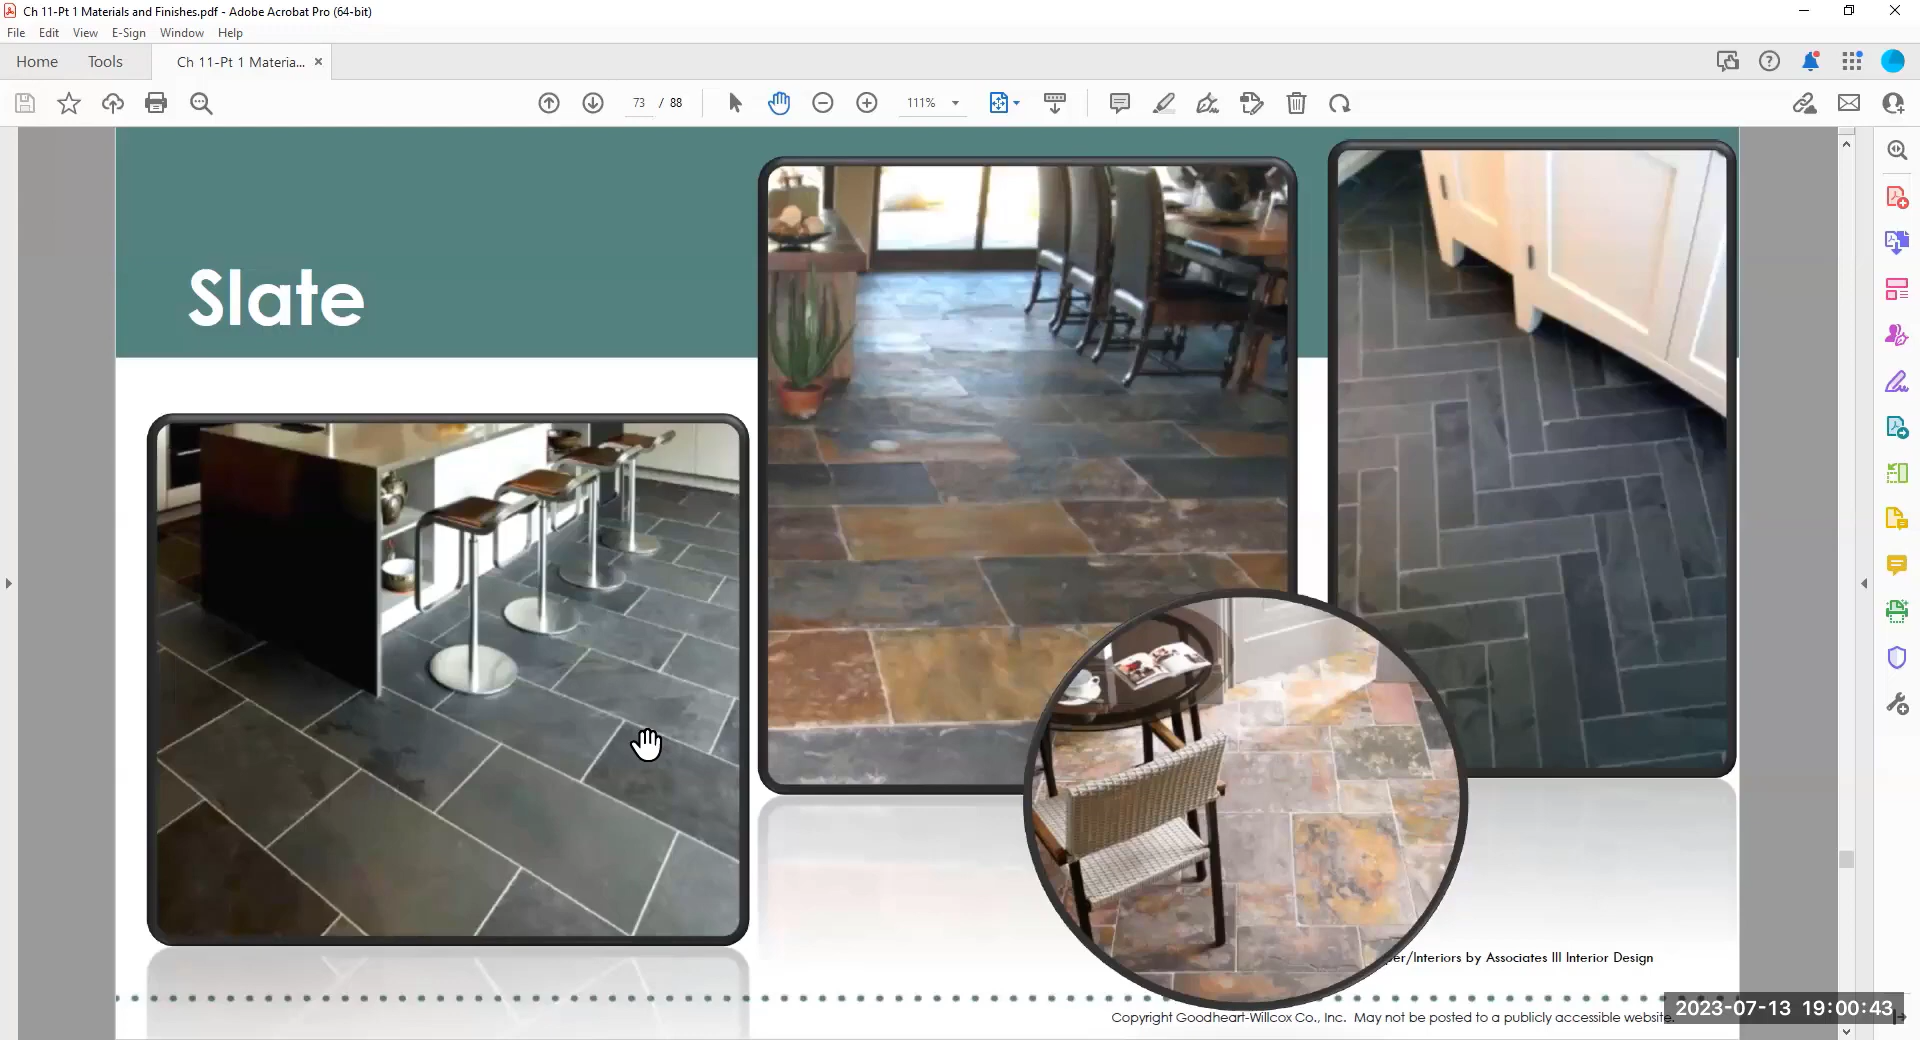 Ch 11-Pt 1 Materials and Finishes.pdf - Adobe Acrobat Pro (64-bit)
File Edit View E-Sign Window Help
Home Tools Ch 11-Pt 1 Materia... ×
73 / 88 111%
Slate
per/Interiors by Associates III Interior Design
2023-07-13 19:00:43
Copyright Goodheart-Willcox Co., Inc. May not be posted to a publicly accessible website.